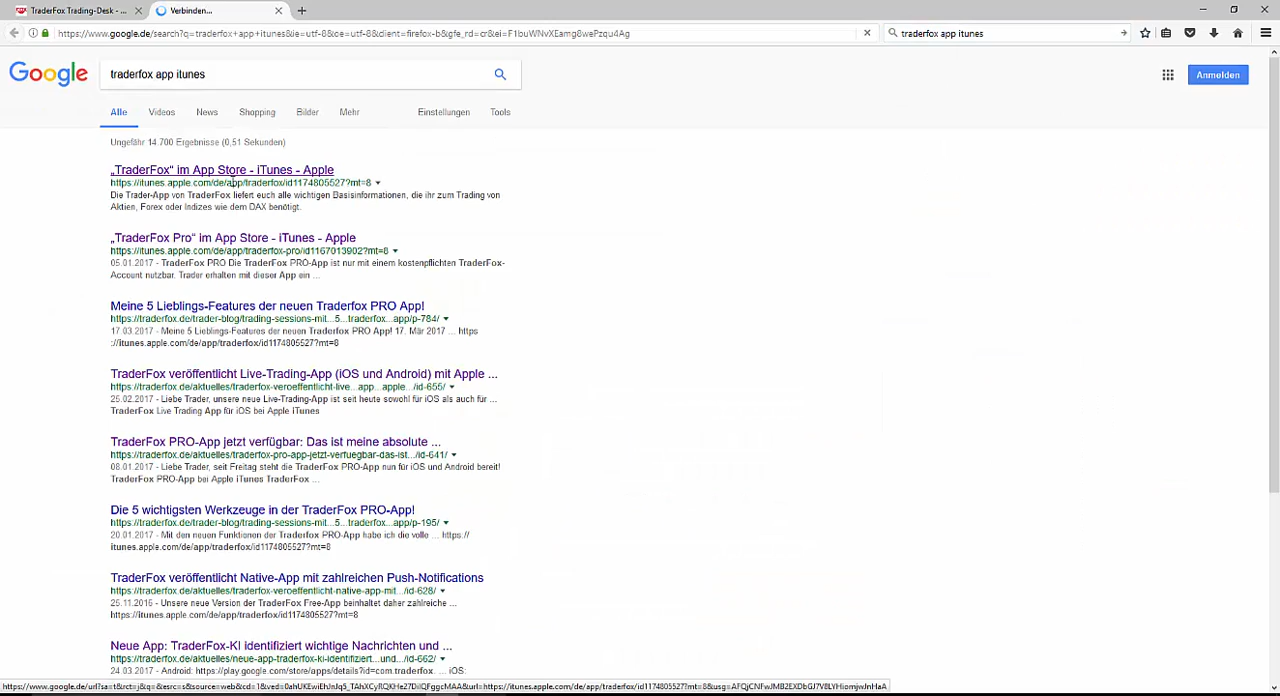 TraderFox Trading-Desk - ...
Verbinden...
https://www.google.de/search?q=traderfox+app+itunes&ie=utf-8&oe=utf-8&client=firefox-b&gfe_rd=cr&ei=
traderfox app itunes
Google
traderfox app itunes
Anmelden
Alle Videos News Shopping Bilder Mehr Einstellungen Tools
Ungefähr 14.700 Ergebnisse (0,51 Sekunden)
„TraderFox“ im App Store - iTunes - Apple
https://itunes.apple.com/de/app/traderfox/id1174805527?mt=8
Die Trader-App von TraderFox liefert euch alle wichtigen Basisinformationen, die ihr zum Trading von
Aktien, Forex oder Indizes wie dem DAX benötigt.
„TraderFox Pro“ im App Store - iTunes - Apple
https://itunes.apple.com/de/app/traderfox-pro/id1167013902?mt=8
05.01.2017 - TraderFox PRO Die TraderFox PRO-App ist nur mit einem kostenpflichten TraderFox-
Account nutzbar. Trader erhalten mit dieser App ein ...
Meine 5 Lieblings-Features der neuen Traderfox PRO App!
https://traderfox.de/trader-blog/trading-sessions-mit...5...traderfox...app/p-784/
17.03.2017 - Meine 5 Lieblings-Features der neuen Traderfox PRO App! 17. Mär 2017 ... https
://itunes.apple.com/de/app/traderfox/id1174805527?mt=8
TraderFox veröffentlicht Live-Trading-App (iOS und Android) mit Apple ...
https://traderfox.de/aktuelles/traderfox-veroeffentlicht-live...app...apple.../id-655/
25.02.2017 - Liebe Trader, unsere neue Live-Trading-App ist seit heute sowohl für iOS als auch für ...
TraderFox Live Trading App für iOS bei Apple iTunes
TraderFox PRO-App jetzt verfügbar: Das ist meine absolute ...
https://traderfox.de/aktuelles/traderfox-pro-app-jetzt-verfuegbar-das-ist.../id-641/
08.01.2017 - Liebe Trader, seit Freitag steht die TraderFox PRO-App nun für iOS und Android bereit!
TraderFox PRO-App bei Apple iTunes TraderFox ...
Die 5 wichtigsten Werkzeuge in der TraderFox PRO-App!
https://traderfox.de/trader-blog/trading-sessions-mit...5...traderfox...app/p-195/
20.01.2017 - Mit den neuen Funktionen der Traderfox PRO-App habe ich die volle ... https://
itunes.apple.com/de/app/traderfox/id1174805527?mt=8
TraderFox veröffentlicht Native-App mit zahlreichen Push-Notifications
https://traderfox.de/aktuelles/traderfox-veroeffentlicht-native-app-mit.../id-628/
25.11.2016 - Unsere neue Version der TraderFox Free-App beinhaltet daher zahlreiche ...
https://itunes.apple.com/de/app/traderfox/id1174805527?mt=8
Neue App: TraderFox-KI identifiziert wichtige Nachrichten und ...
https://traderfox.de/aktuelles/neue-app-traderfox-ki-identifiziert...und.../id-662/
24.03.2017 - Android: https://play.google.com/store/apps/details?id=com.traderfox. ... iOS: